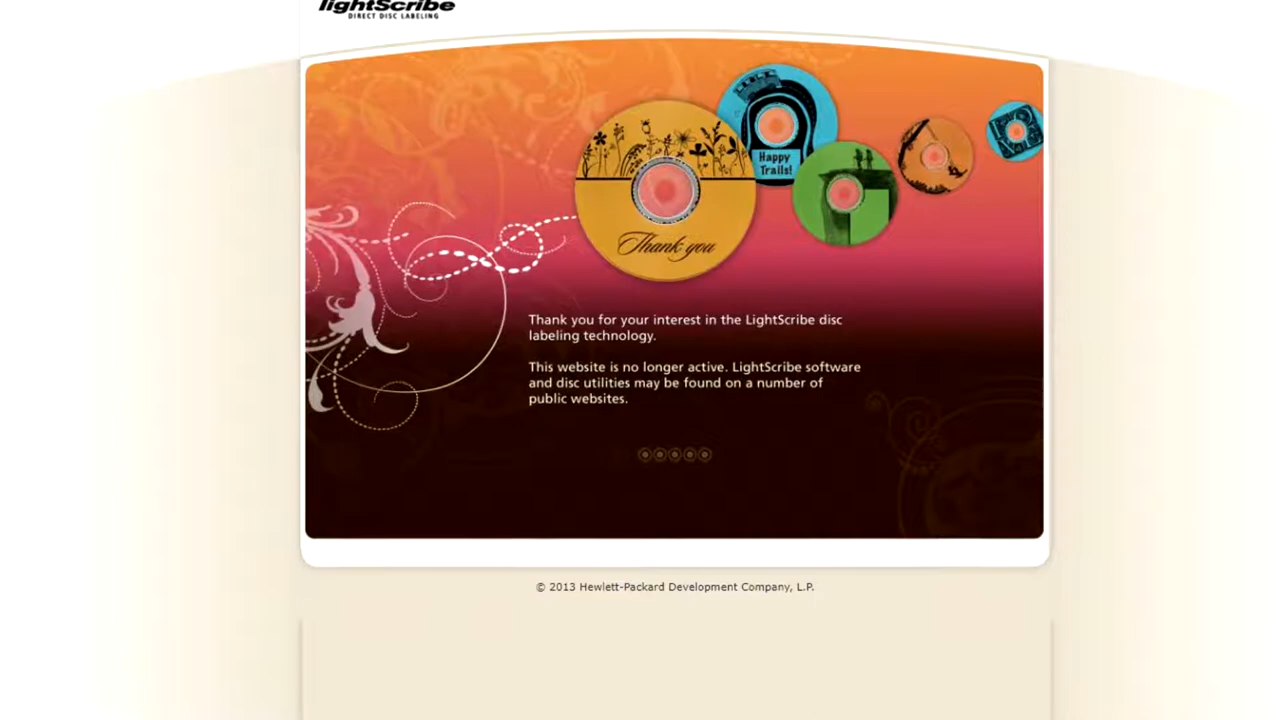 lightScribe
DIRECT DISC LABELING
Happy
Trails!
Thank you
Thank you for your interest in the LightScribe disc
labeling technology.
This website is no longer active. LightScribe software
and disc utilities may be found on a number of
public websites.
© 2013 Hewlett-Packard Development Company, L.P.